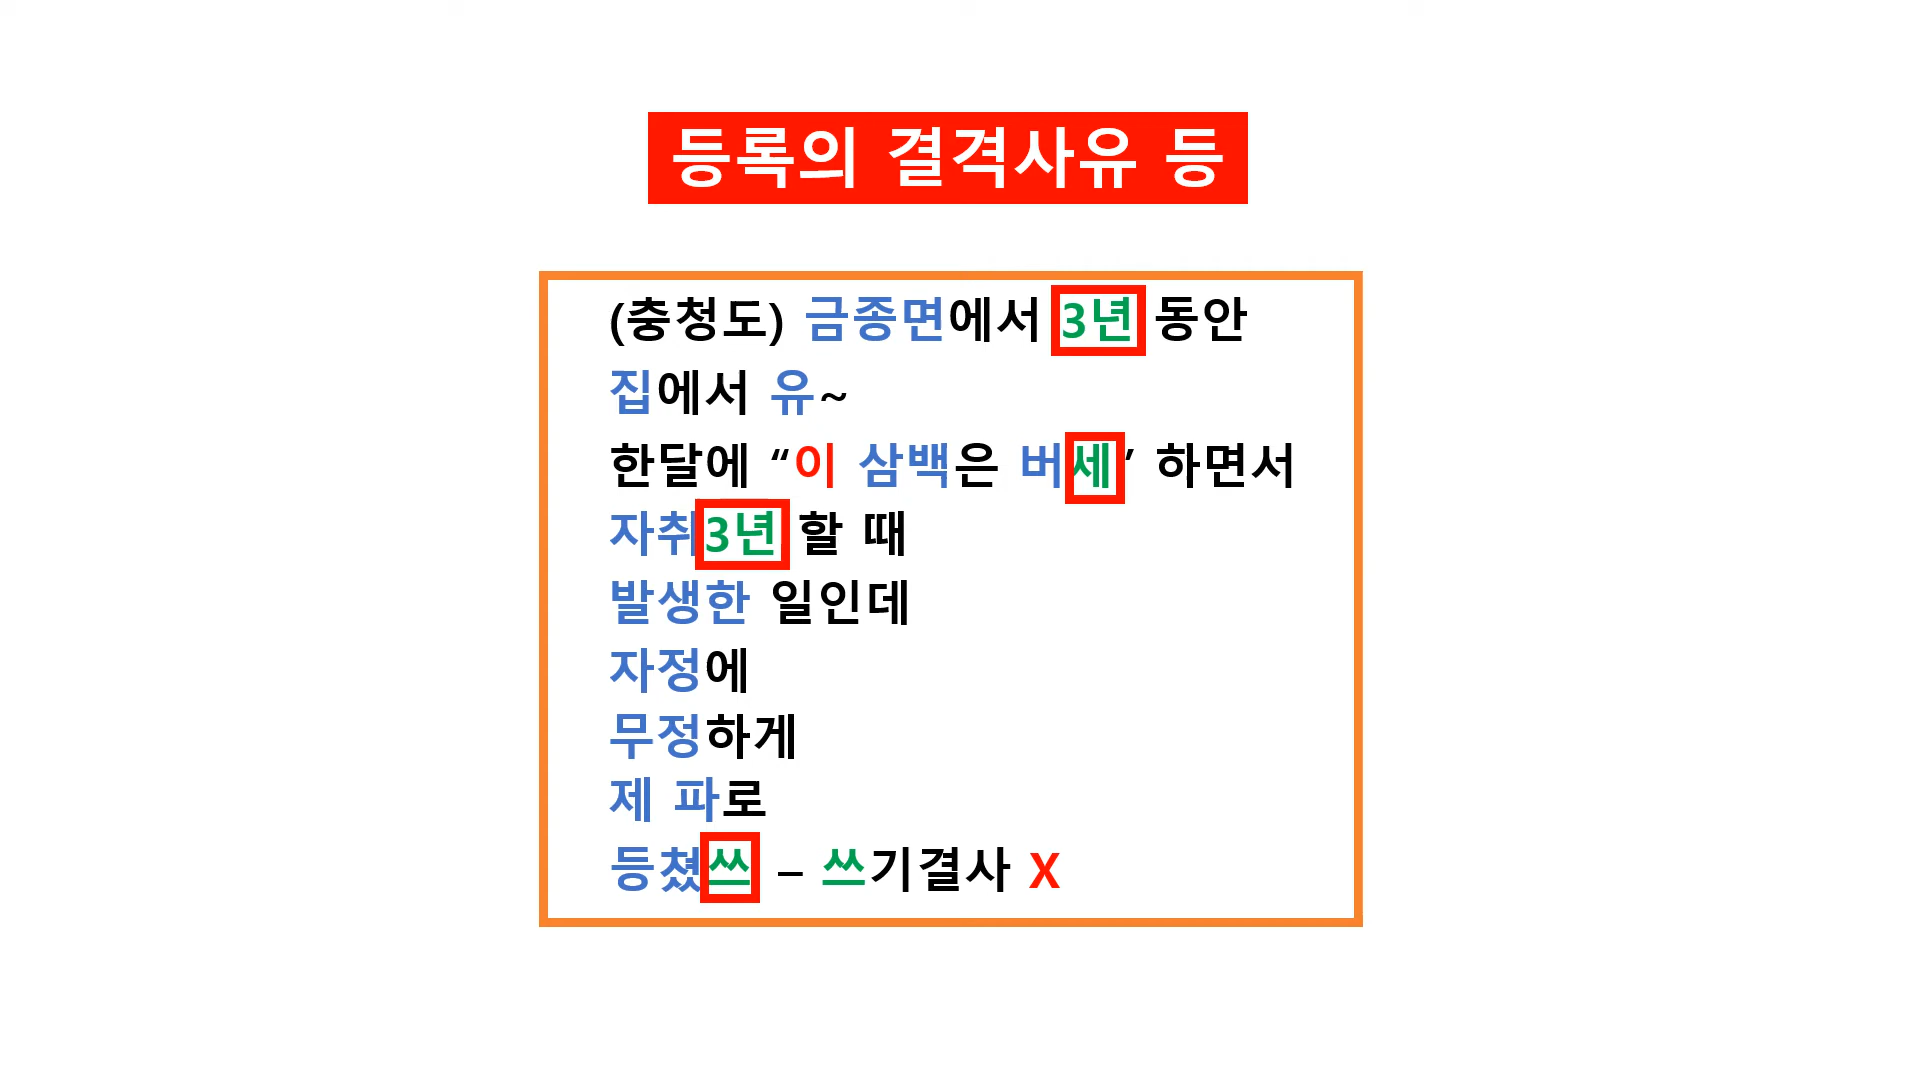 등록의 결격사유 등
(충청도) 금종면에서 3년 동안
집에서 유~
한달에 “이 삼백은 버세” 하면서
자취3년 할 때
발생한 일인데
자정에
무정하게
제 파로
등쳤쓰 – 쓰기결사 X